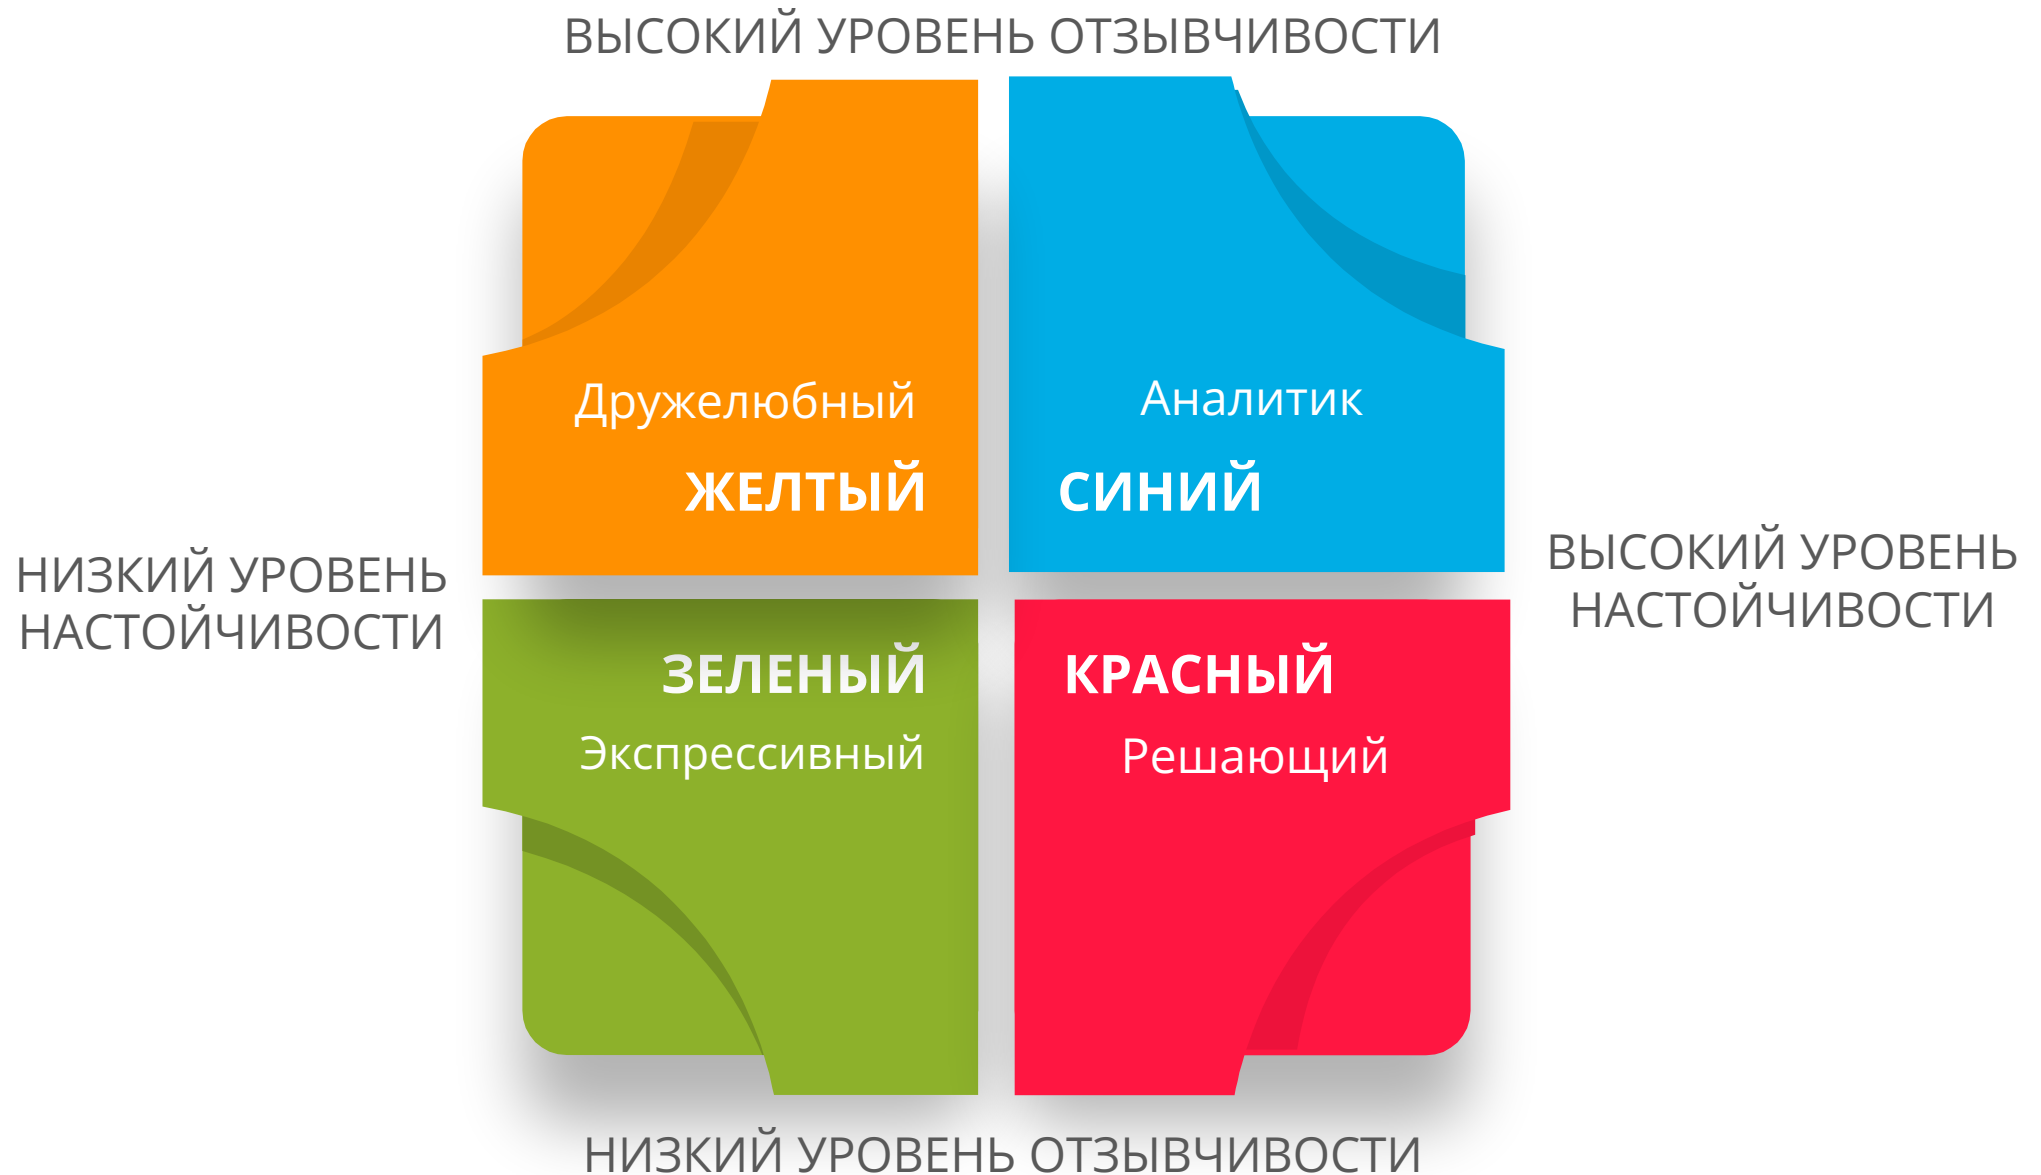 ВЫСОКИЙ УРОВЕНЬ ОТЗЫВЧИВОСТИ
Дружелюбный
ЖЕЛТЫЙ
Аналитик
СИНИЙ
НИЗКИЙ УРОВЕНЬ
НАСТОЙЧИВОСТИ
ВЫСОКИЙ УРОВЕНЬ
НАСТОЙЧИВОСТИ
ЗЕЛЕНЫЙ
Экспрессивный
КРАСНЫЙ
Решающий
НИЗКИЙ УРОВЕНЬ ОТЗЫВЧИВОСТИ